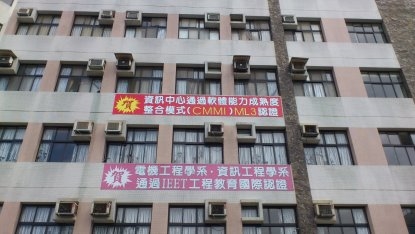 賀
資訊中心通過軟體能力成熟度
整合模式(CMMI)ML3認證
賀
電機工程學系．資訊工程學系
通過IEET工程教育國際認證